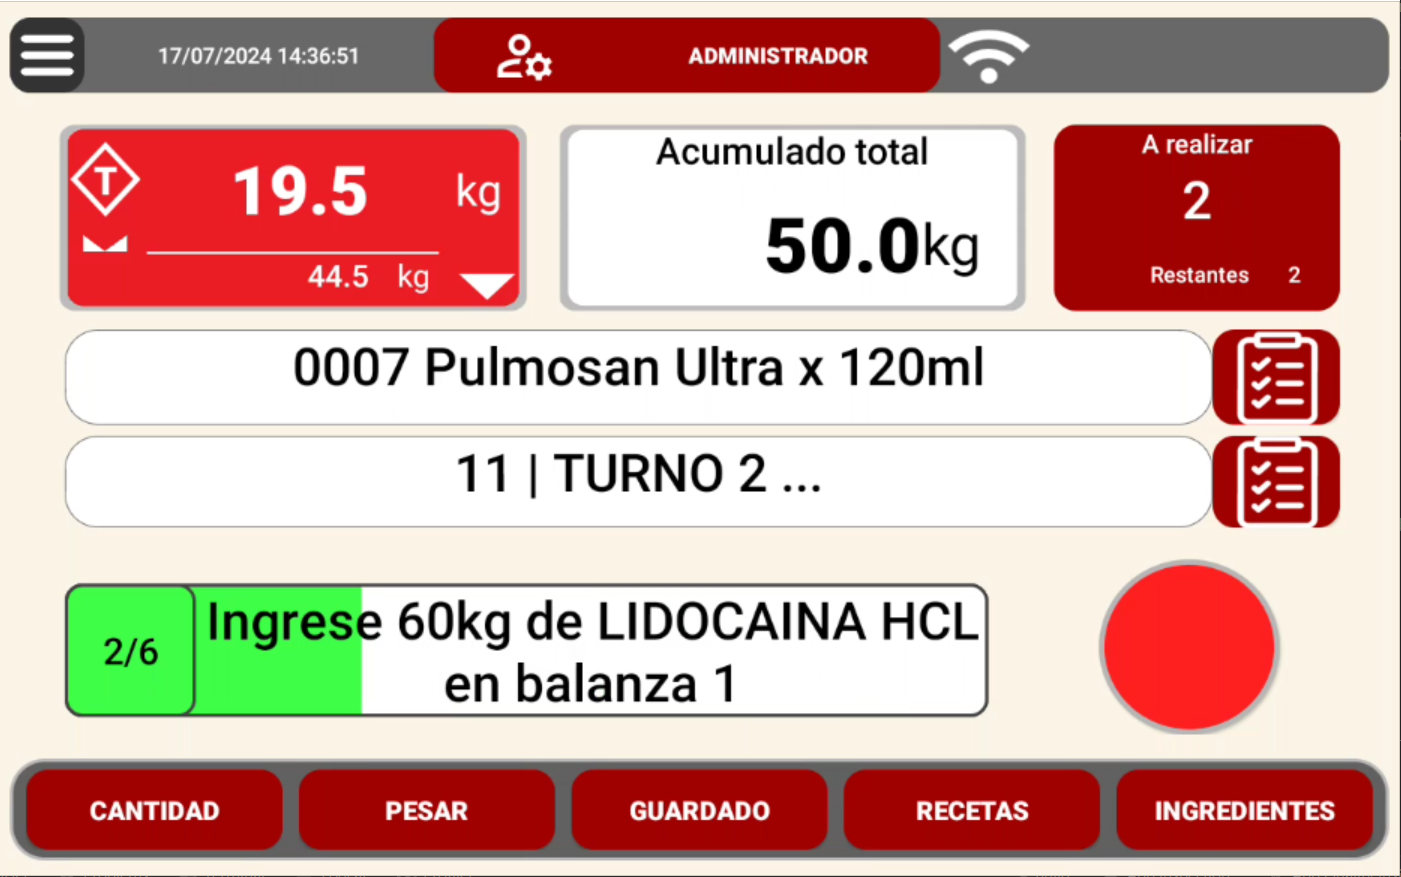 17/07/2024 14:36:51
ADMINISTRADOR
T
19.5 kg
44.5 kg
Acumulado total
50.0kg
A realizar
2
Restantes 2
0007 Pulmosan Ultra x 120ml
11 | TURNO 2 ...
2/6
Ingrese 60kg de LIDOCAINA HCL
en balanza 1
CANTIDAD
PESAR
GUARDADO
RECETAS
INGREDIENTES